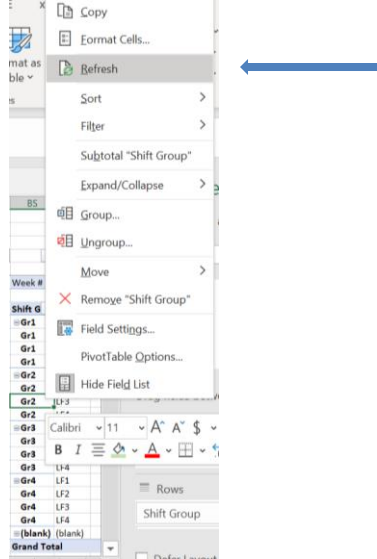 Copy
Format Cells...
mat as
ble
Refresh
Sort
Filter
Subtotal "Shift Group"
Expand/Collapse
BS
Group...
Ungroup...
Move
Week #
Remove "Shift Group"
Shift G
Gr1
Field Settings...
Gr1
Gr1
PivotTable Options...
Gr1
Gr2
Hide Field List
Gr2
Gr2 LF3
Gr2
Gr3
Calibri 11 A^ A˅ $
Gr3
Gr3
B I A
Gr3 LF4
Gr4 LF1
Gr4 LF2
Rows
Gr4 LF3
Shift Group
Gr4 LF4
(blank) (blank)
Grand Total
Defer Layout